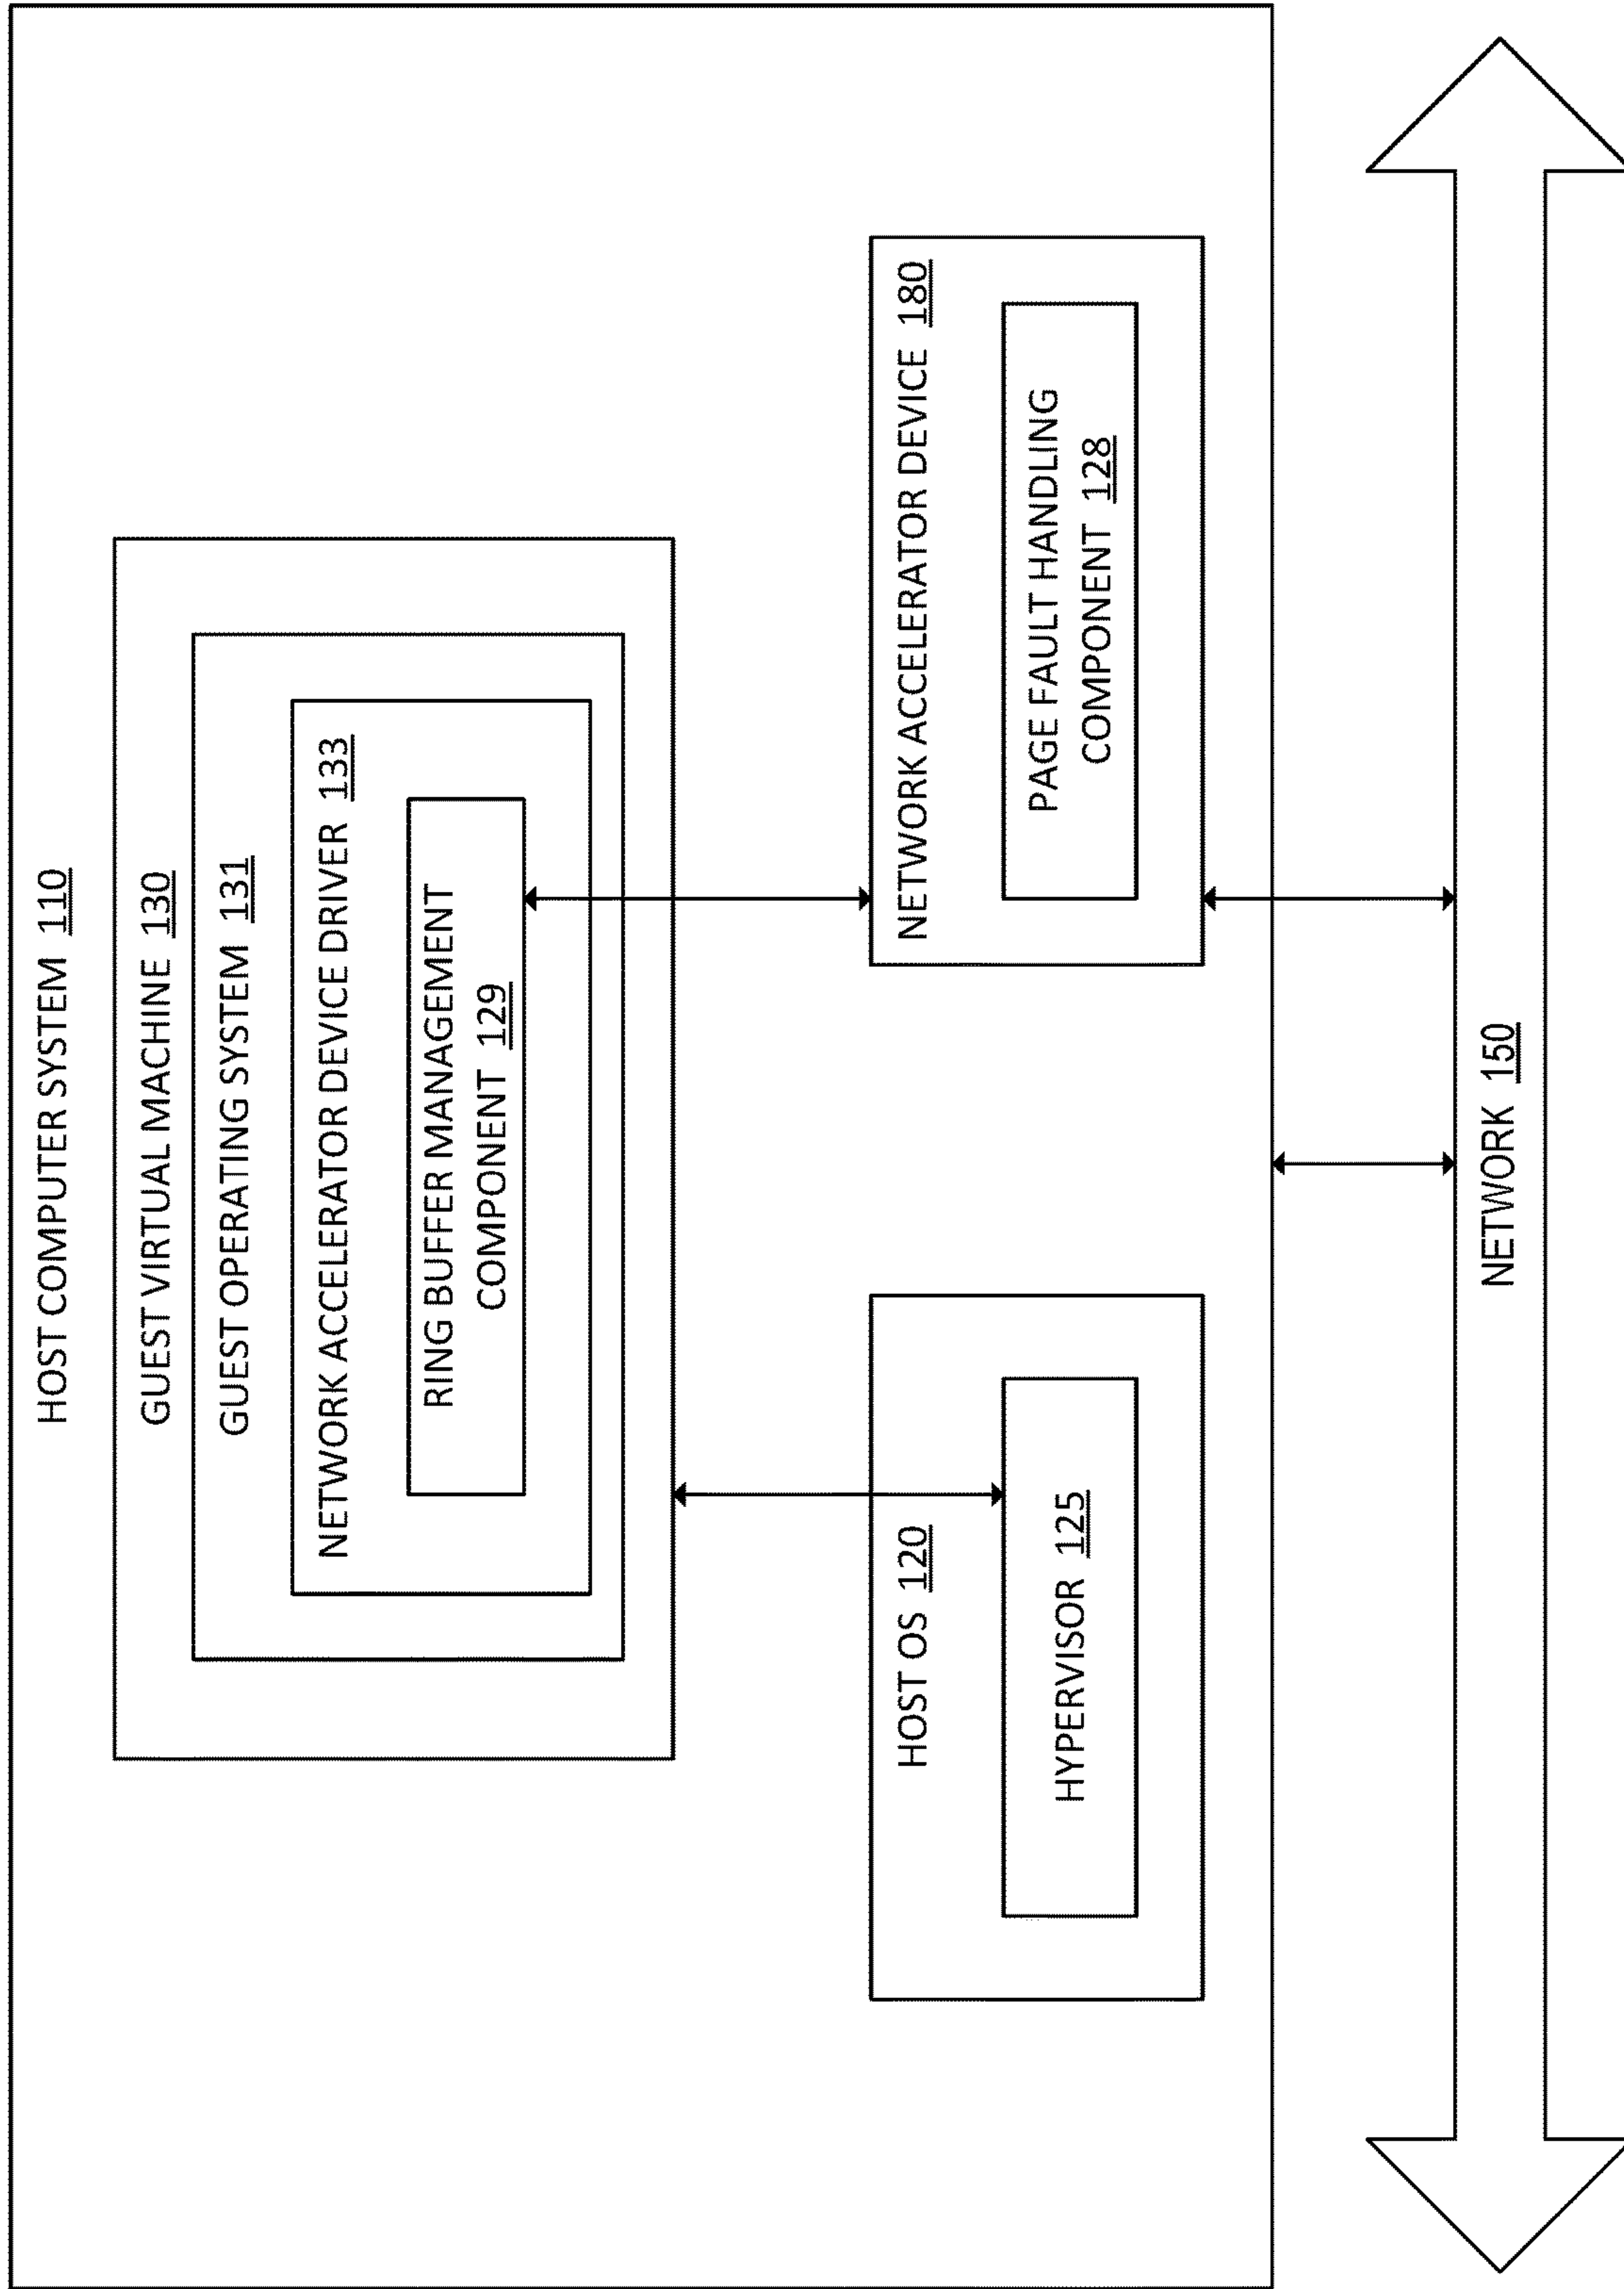 HOST COMPUTER SYSTEM 110
GUEST VIRTUAL MACHINE 130
GUEST OPERATING SYSTEM 131
NETWORK ACCELERATOR DEVICE DRIVER 133
RING BUFFER MANAGEMENT
COMPONENT 129
HOST OS 120
HYPERVISOR 125
NETWORK ACCELERATOR DEVICE 180
PAGE FAULT HANDLING
COMPONENT 128
NETWORK 150